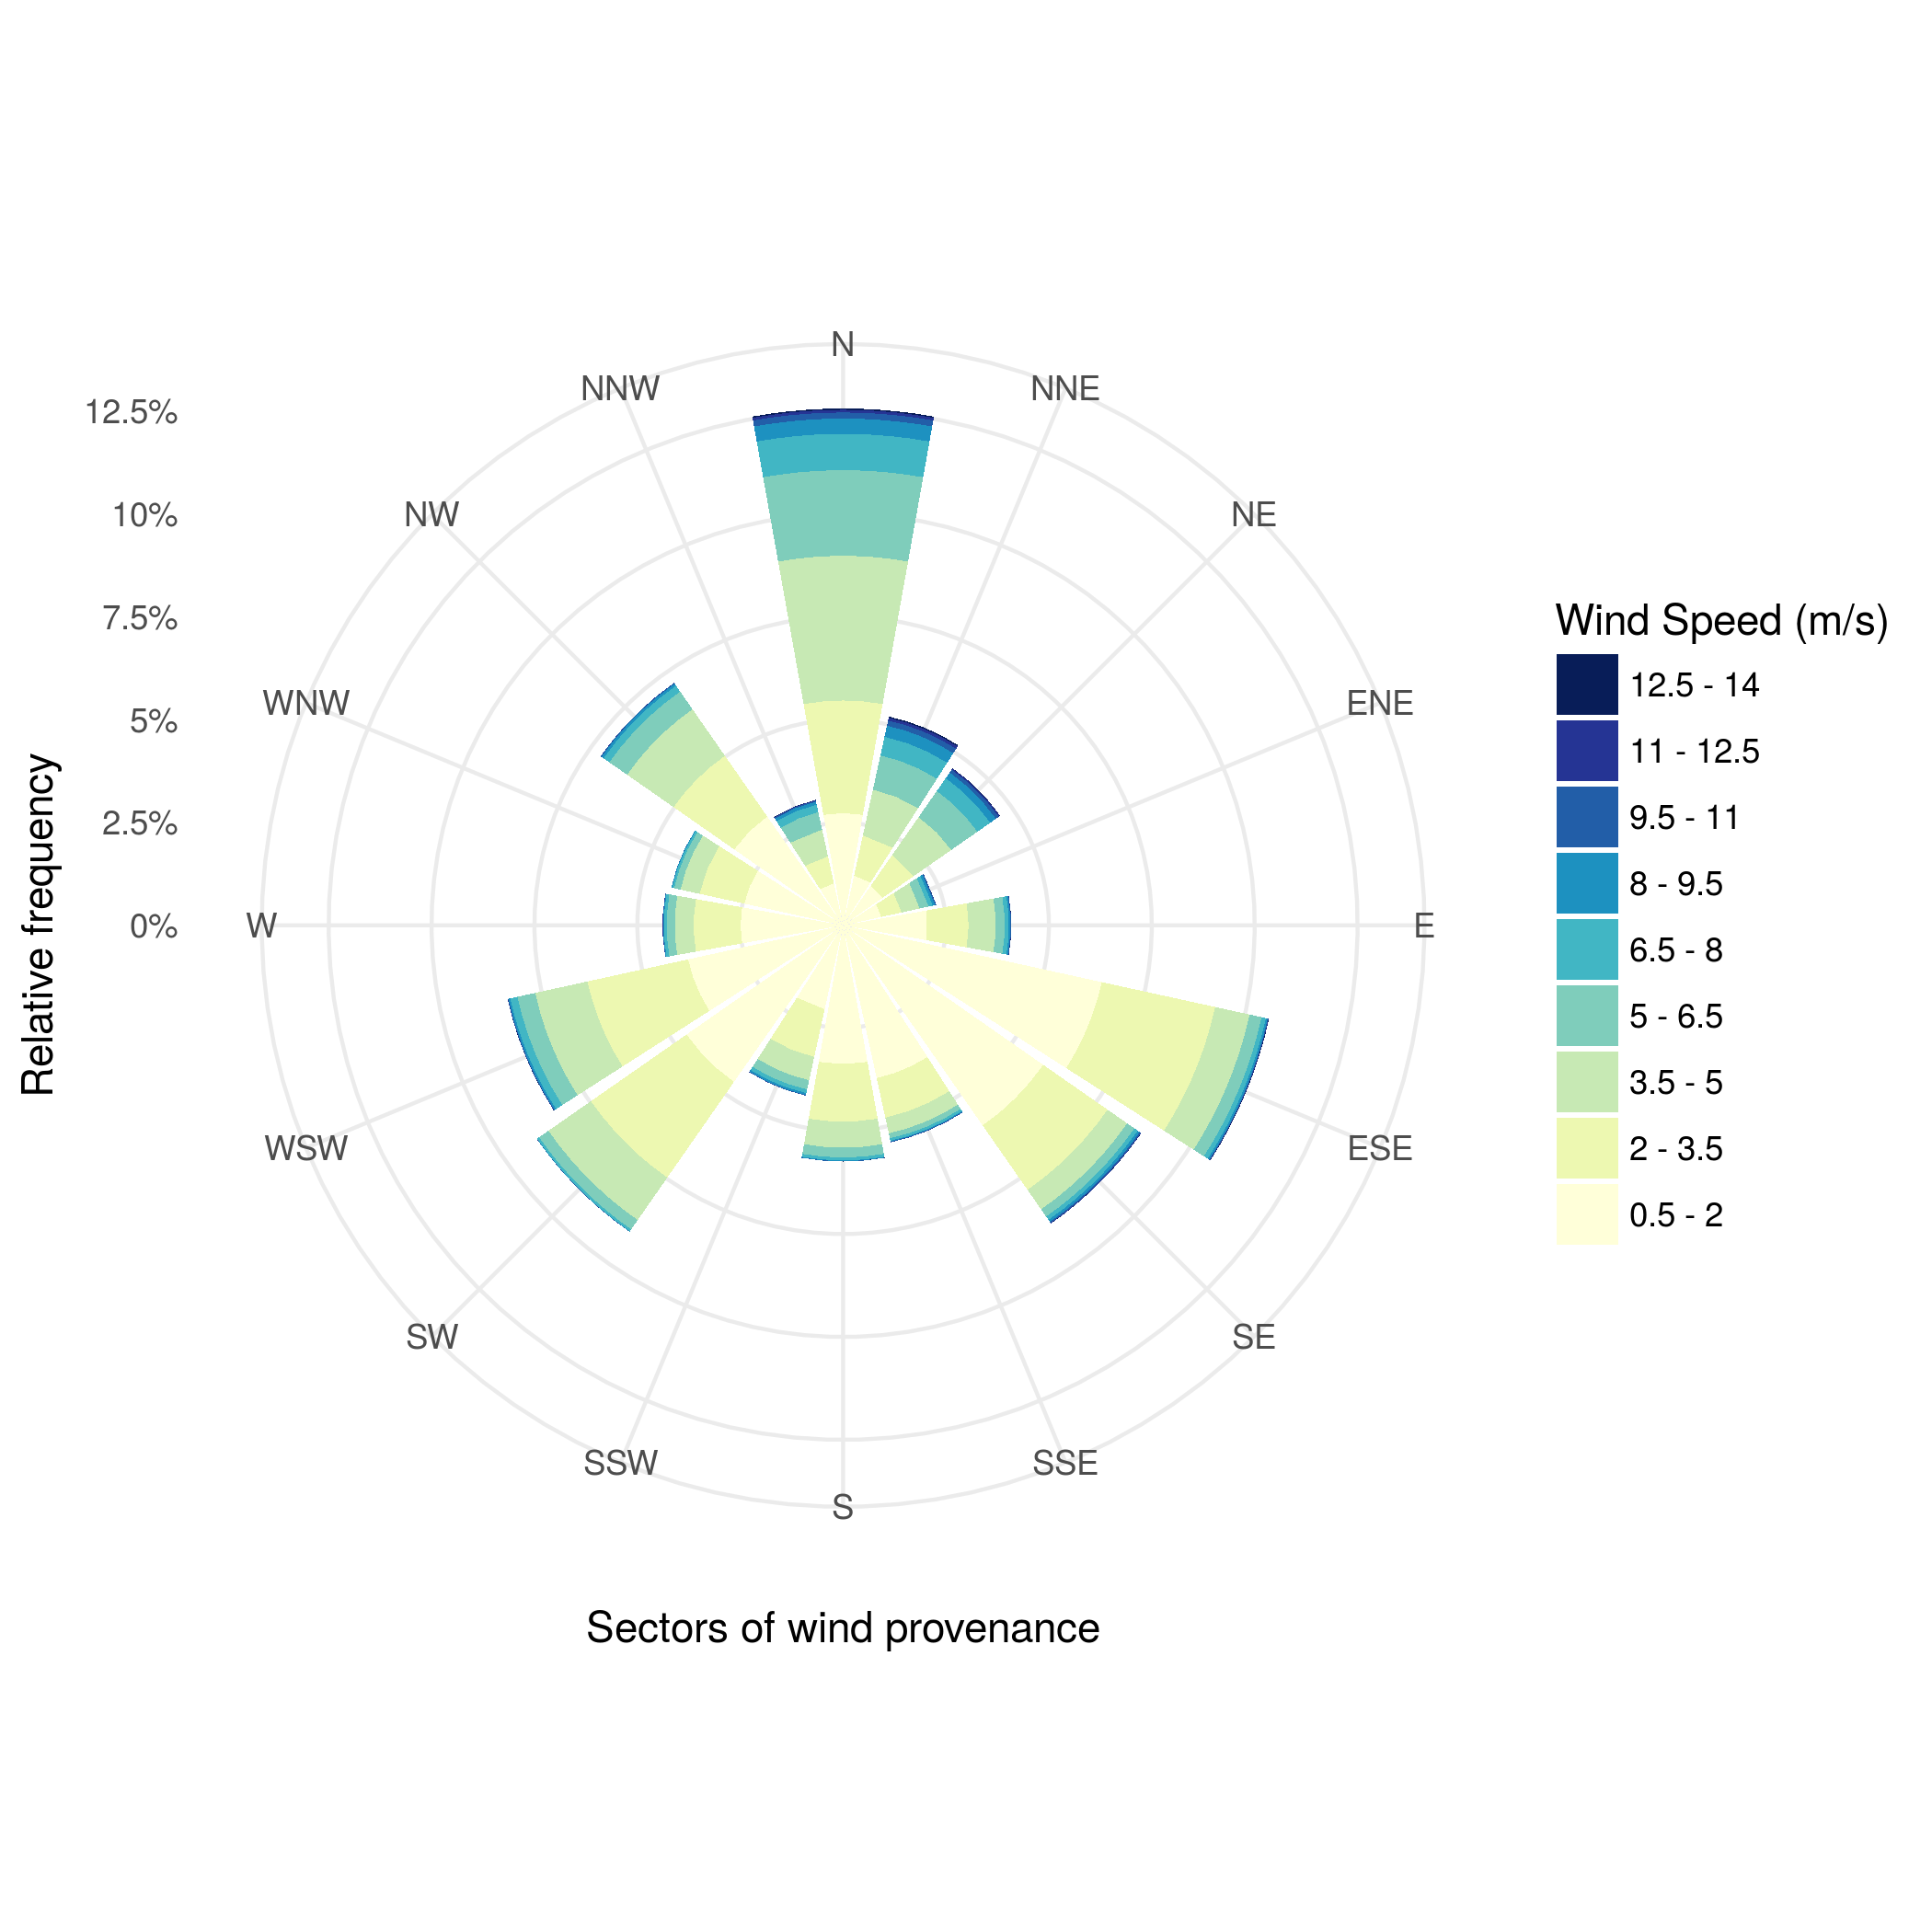 N
NNW
NNE
12.5%
NW
10%
NE
7.5%
Wind Speed (m/s)
12.5 - 14
WNW
ENE
5%
11 - 12.5
9.5 - 11
2.5%
8 - 9.5
Relative frequency
0%
W
E
6.5 - 8
5 - 6.5
3.5 - 5
WSW
ESE
2 - 3.5
0.5 - 2
SW
SE
SSW
SSE
S
Sectors of wind provenance